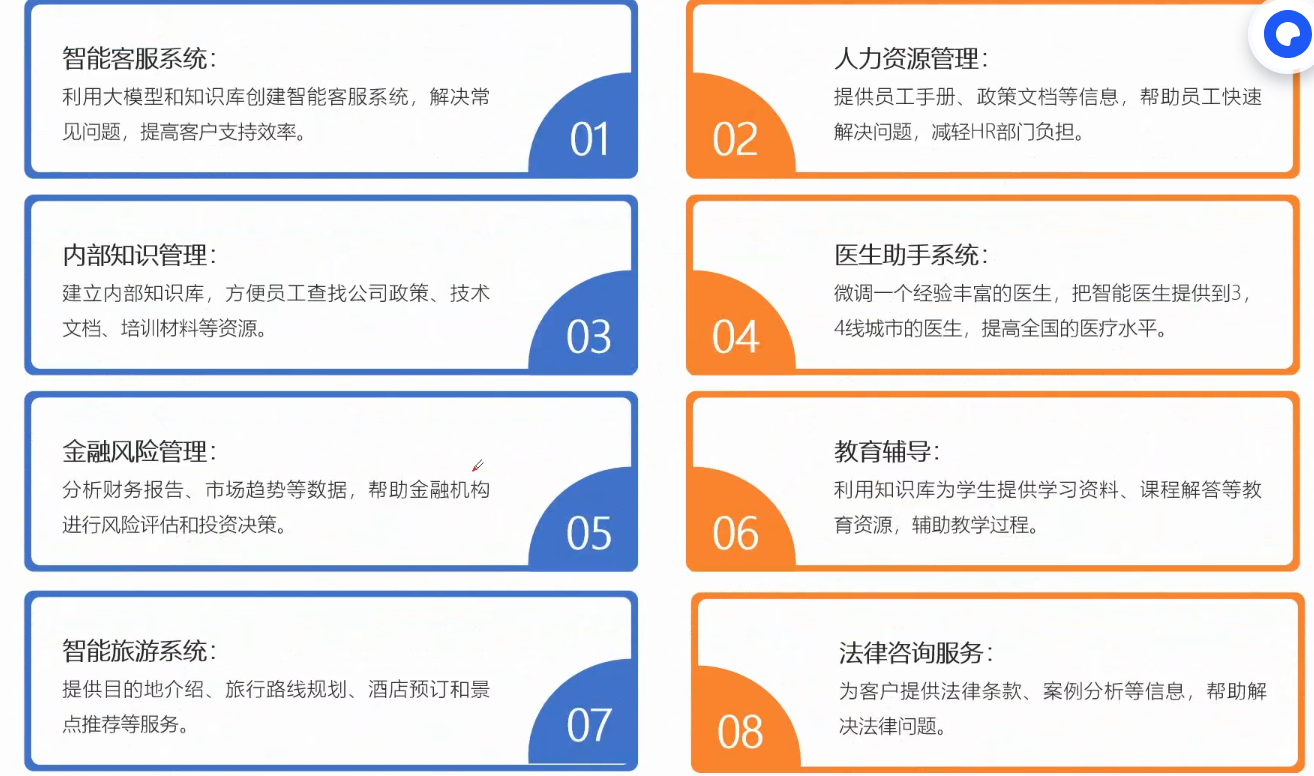 智能客服系统：
利用大模型和知识库创建智能客服系统，解决常
见问题，提高客户支持效率。
01
人力资源管理：
提供员工手册、政策文档等信息，帮助员工快速
解决问题，减轻HR部门负担。
02
内部知识管理：
建立内部知识库，方便员工查找公司政策、技术
文档、培训材料等资源。
03
医生助手系统：
微调一个经验丰富的医生，把智能医生提供到3，
4线城市的医生，提高全国的医疗水平。
04
金融风险管理：
分析财务报告、市场趋势等数据，帮助金融机构
进行风险评估和投资决策。
05
教育辅导：
利用知识库为学生提供学习资料、课程解答等教
育资源，辅助教学过程。
06
智能旅游系统：
提供目的地介绍、旅行路线规划、酒店预订和景
点推荐等服务。
07
法律咨询服务：
为客户提供法律条款、案例分析等信息，帮助解
决法律问题。
08